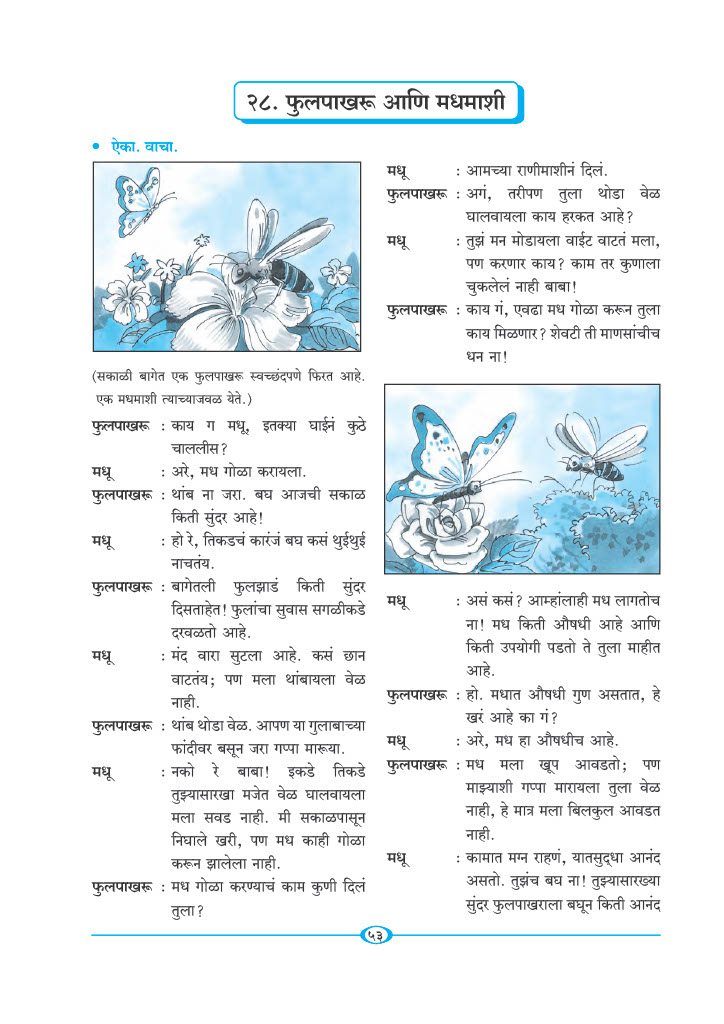 २८. फुलपाखरू आणि मधमाशी
• ऐका. वाचा.
(सकाळी बागेत एक फुलपाखरू स्वच्छंदपणे फिरत आहे.
एक मधमाशी त्याच्याजवळ येते.)
फुलपाखरू : काय ग मधू, इतक्या घाईनं कुठे
चाललीस?
मधू : अरे, मध गोळा करायला.
फुलपाखरू : थांब ना जरा. बघ आजची सकाळ
किती सुंदर आहे!
मधू : हो रे, तिकडचं कारंजं बघ कसं थुईथुई
नाचतंय.
फुलपाखरू : बागेतली फुलझाडं किती सुंदर
दिसताहेत! फुलांचा सुवास सगळीकडे
दरवळतो आहे.
मधू : मंद वारा सुटला आहे. कसं छान
वाटतंय; पण मला थांबायला वेळ
नाही.
फुलपाखरू : थांब थोडा वेळ. आपण या गुलाबाच्या
फांदीवर बसून जरा गप्पा मारूया.
मधू : नको रे बाबा! इकडे तिकडे
तुझ्यासारखा मजेत वेळ घालवायला
मला सवड नाही. मी सकाळपासून
निघाले खरी, पण मध काही गोळा
करून झालेला नाही.
फुलपाखरू : मध गोळा करण्याचं काम कुणी दिलं
तुला?
मधू : आमच्या राणीमाशीनं दिलं.
फुलपाखरू : अगं, तरीपण तुला थोडा वेळ
घालवायला काय हरकत आहे?
मधू : तुझं मन मोडायला वाईट वाटतं मला,
पण करणार काय? काम तर कुणाला
चुकलेलं नाही बाबा!
फुलपाखरू : काय गं, एवढा मध गोळा करून तुला
काय मिळणार? शेवटी ती माणसांचीच
धन ना!
मधू : असं कसं? आम्हांलाही मध लागतोच
ना! मध किती औषधी आहे आणि
किती उपयोगी पडतो ते तुला माहीत
आहे.
फुलपाखरू : हो. मधात औषधी गुण असतात, हे
खरं आहे का गं?
मधू : अरे, मध हा औषधीच आहे.
फुलपाखरू : मध मला खूप आवडतो; पण
माझ्याशी गप्पा मारायला तुला वेळ
नाही, हे मात्र मला बिलकुल आवडत
नाही.
मधू : कामात मग्न राहणं, यातसुद्धा आनंद
असतो. तुझंच बघ ना! तुझ्यासारख्या
सुंदर फुलपाखराला बघून किती आनंद
५३